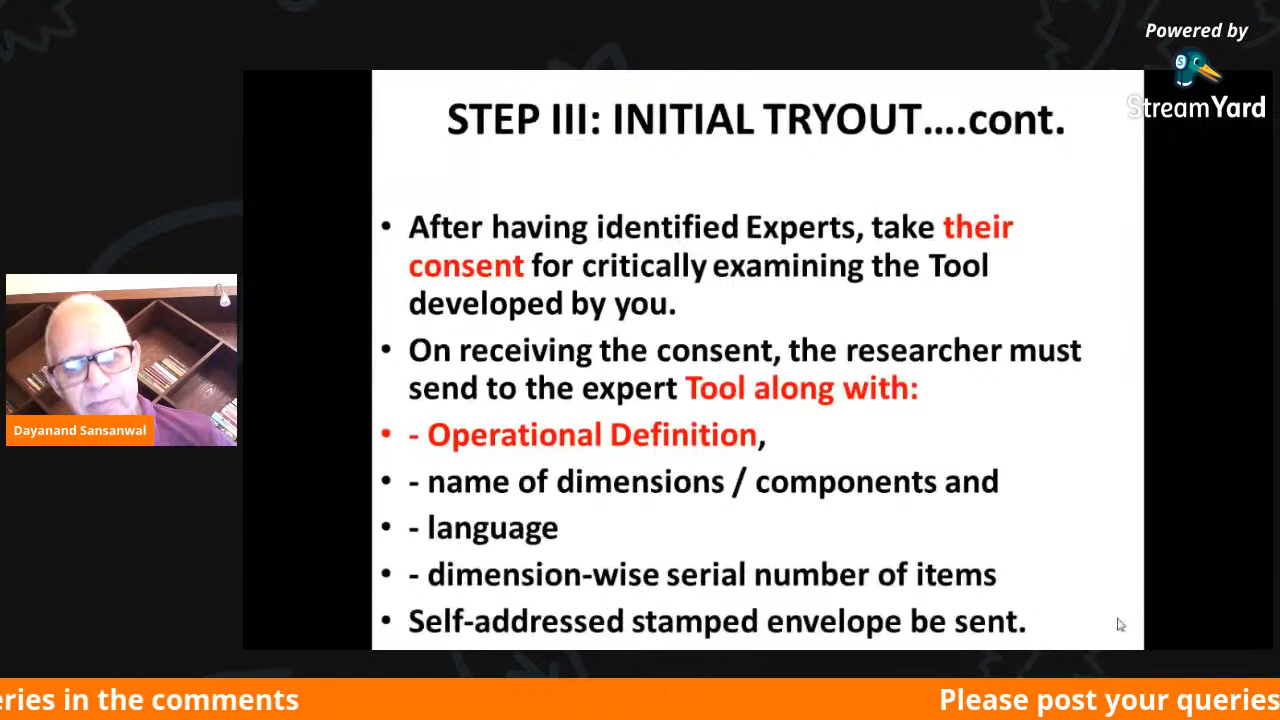 Powered by
StreamYard
STEP III: INITIAL TRYOUT....cont.
• After having identified Experts, take their
consent for critically examining the Tool
developed by you.
• On receiving the consent, the researcher must
send to the expert Tool along with:
• - Operational Definition,
• - name of dimensions / components and
• - language
• - dimension-wise serial number of items
• Self-addressed stamped envelope be sent.
Dayanand Sansanwal
eries in the comments
Please post your queries